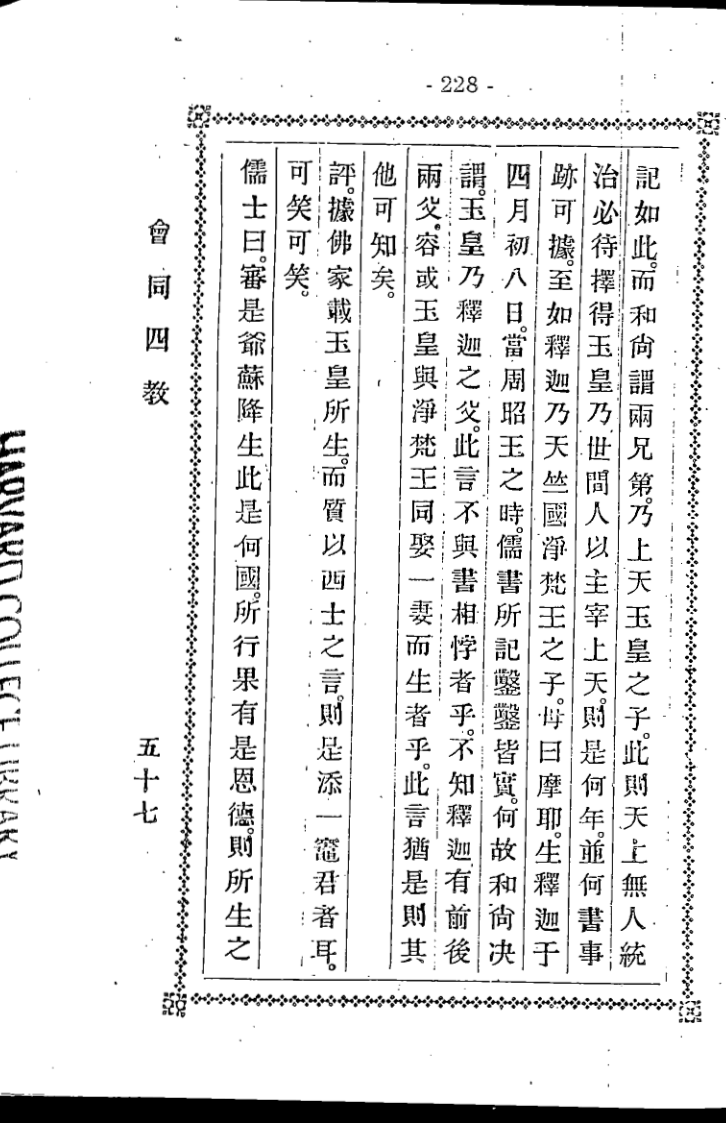 - 228 -
記如此。而和尙謂兩兄第。乃上天玉皇之子。此則天上無人統
治必待擇得玉皇乃世間人以主宰上天。則是何年。並何書事
跡可據。至如釋迦乃天竺國淨梵王之子。母曰摩耶。生釋迦于
四月初八日。當周昭王之時。儒書所記鑿鑿皆實。何故和尙决
謂。玉皇乃釋迦之父。此言不與書相悖者乎。不知釋迦有前後
兩父。容或玉皇與淨梵王同娶一妻而生者乎。此言猶是則其
他可知矣。
評。據佛家載玉皇所生。而質以西士之言。則是添一竈君者耳。
可笑可笑。
儒士曰。審是爺蘇降生此是何國。所行果有是恩德。則所生之
會同四教
五十七